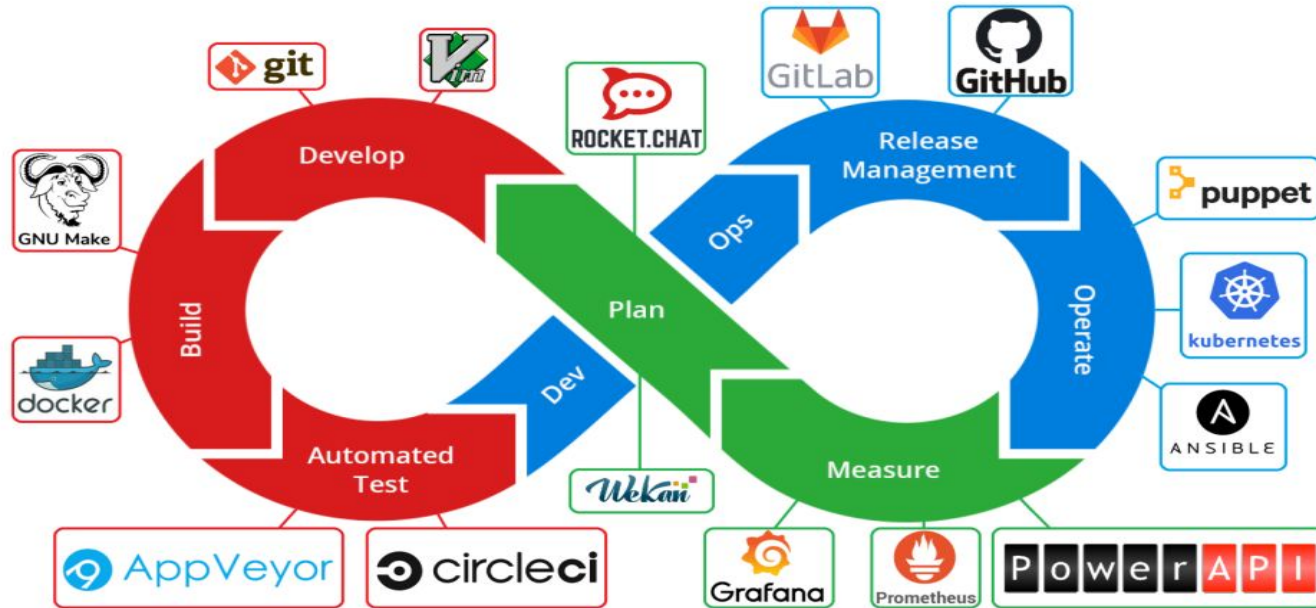 git
Vim
ROCKET.CHAT
GitLab
GitHub
Develop
Release
Management
GNU Make
puppet
Ops
Build
Plan
Operate
kubernetes
docker
Dev
ANSIBLE
Automated
Test
Measure
Wekan
AppVeyor
circleci
Grafana
Prometheus
PowerAPI